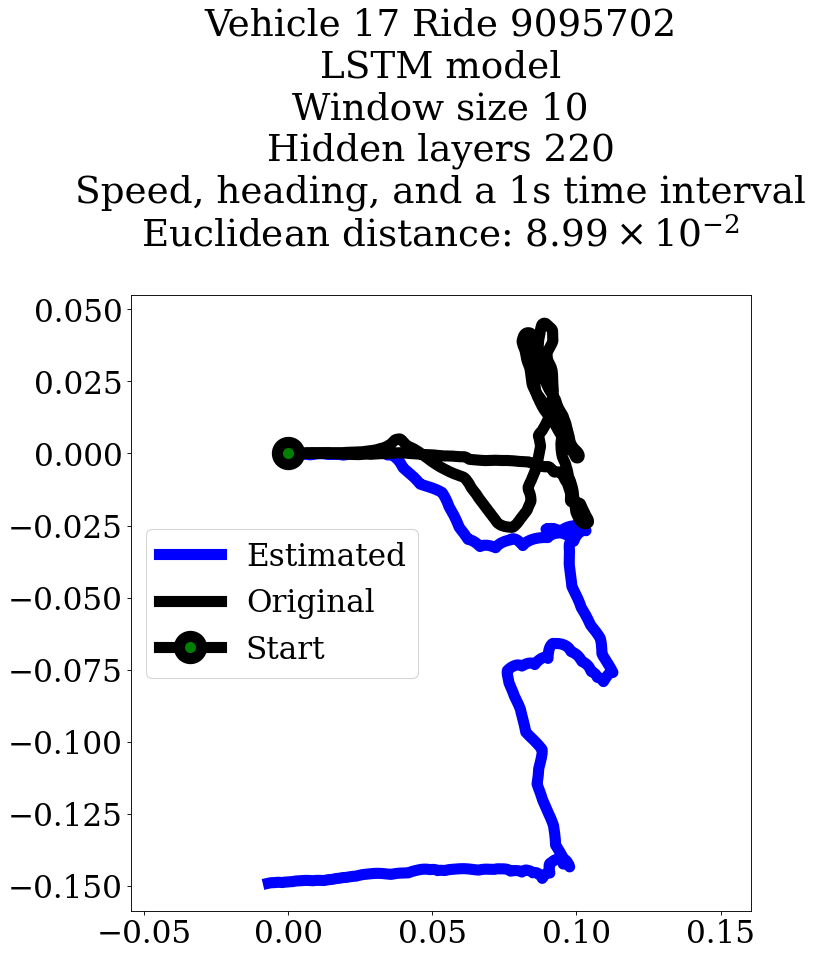 Vehicle 17 Ride 9095702
LSTM model
Window size 10
Hidden layers 220
Speed, heading, and a 1s time interval
Euclidean distance: 8.99 × 10⁻²
0.050
0.025
0.000
−0.025
−0.050
−0.075
−0.100
−0.125
−0.150
Estimated
Original
Start
−0.05 0.00 0.05 0.10 0.15